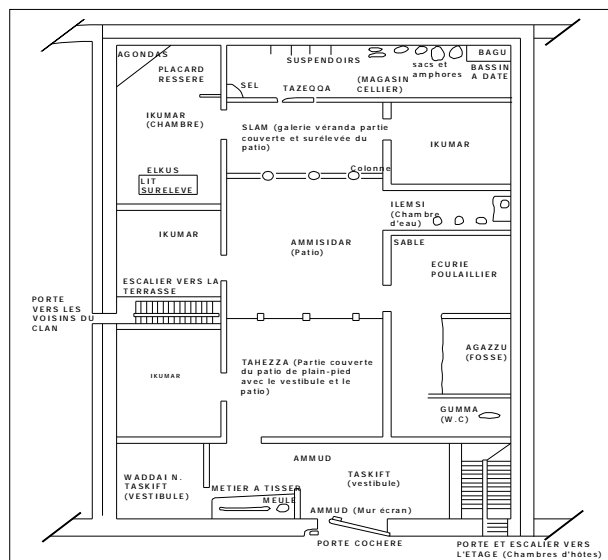 AGONDAS
PLACARD
RESSERE
SUSPENDOIRS
sacs et
amphores
BAGU
BASSIN
A DATE
SEL
TAZEQQA
(MAGASIN
CELLIER)
IKUMAR
(CHAMBRE)
SLAM (galerie véranda partie
couverte et surélevée du
patio)
IKUMAR
Colonne
ELKUS
LIT
SURELEVE
ILEMSI
(Chambre
d'eau)
IKUMAR
AMMISIDAR
(Patio)
SABLE
ECURIE
POULAILLIER
ESCALIER VERS LA
TERRASSE
PORTE
VERS LES
VOISINS DU
CLAN
IKUMAR
TAHEZZA (Partie couverte
du patio de plain-pied
avec le vestibule et le
patio)
AGAZZU
(FOSSE)
GUMMA
(W.C)
AMMUD
WADDAI N.
TASKIFT
(VESTIBULE)
TASKIFT
(vestibule)
METIER A TISSER
MEULE
AMMUD (Mur écran)
PORTE COCHERE
PORTE ET ESCALIER VERS
L'ETAGE (Chambres d'hôtes)